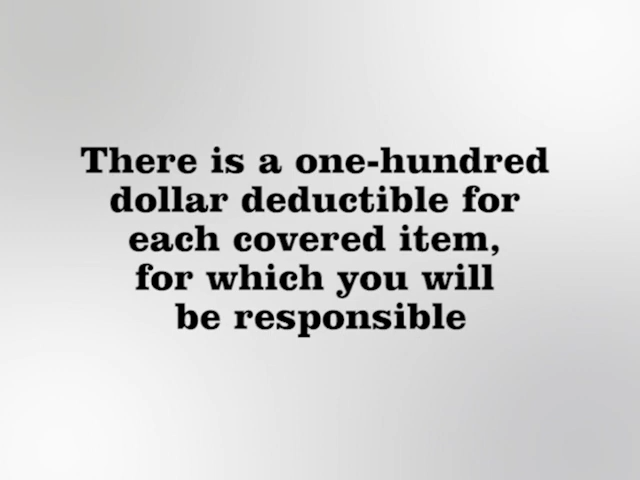 There is a one-hundred
dollar deductible for
each covered item,
for which you will
be responsible